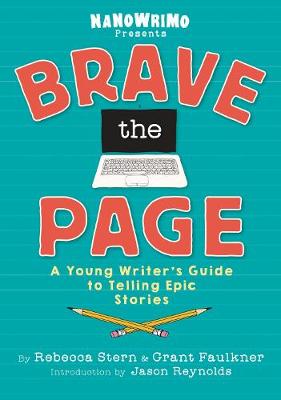 NANOWRIMO
Presents
BRAVE
the
PAGE
A Young Writer's Guide
to Telling Epic
Stories
By Rebecca Stern & Grant Faulkner
Introduction by Jason Reynolds